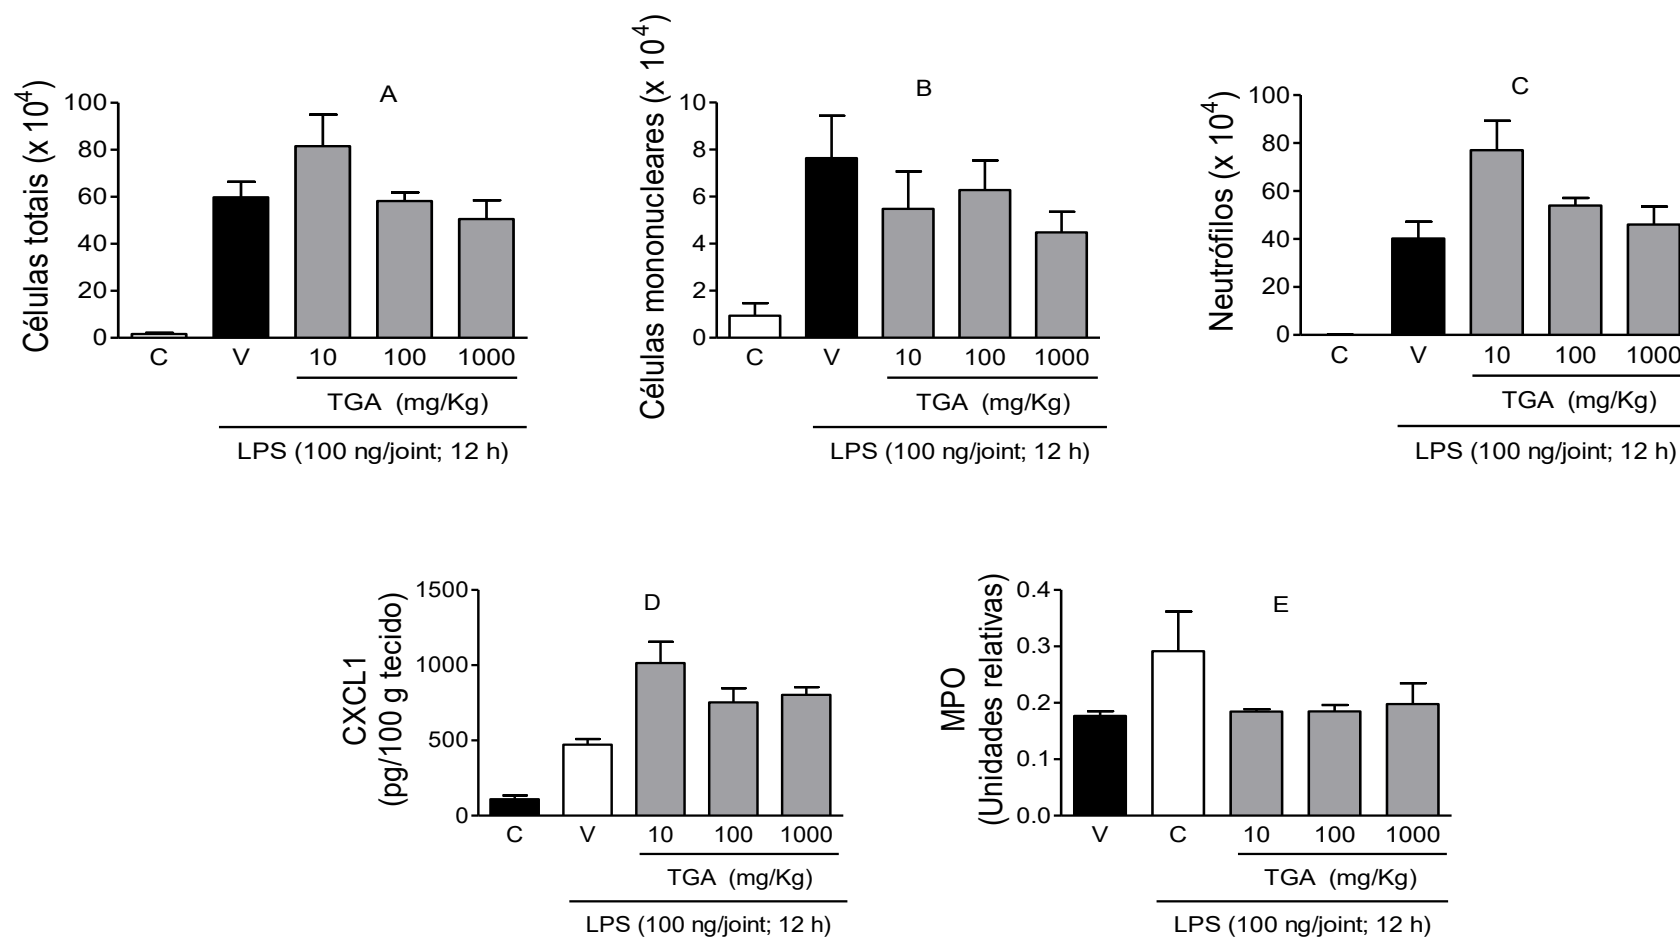 A
Células totais (x 10⁴)
100
80
60
40
20
0
C V 10 100 1000
TGA (mg/Kg)
LPS (100 ng/joint; 12 h)
B
Células mononucleares (x 10⁴)
10
8
6
4
2
0
C V 10 100 1000
TGA (mg/Kg)
LPS (100 ng/joint; 12 h)
C
Neutrófilos (x 10⁴)
100
80
60
40
20
0
C V 10 100 1000
TGA (mg/Kg)
LPS (100 ng/joint; 12 h)
D
CXCL1
(pg/100 g tecido)
1500
1000
500
0
C V 10 100 1000
TGA (mg/Kg)
LPS (100 ng/joint; 12 h)
E
MPO
(Unidades relativas)
0.4
0.3
0.2
0.1
0.0
V C 10 100 1000
TGA (mg/Kg)
LPS (100 ng/joint; 12 h)